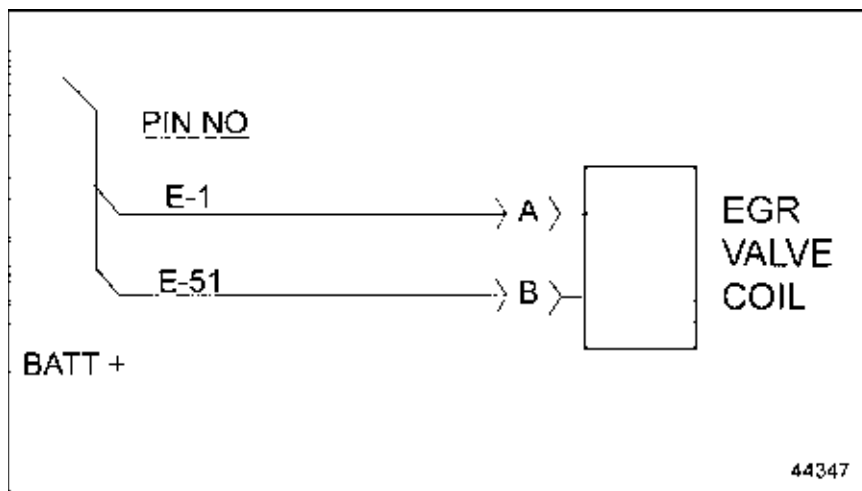 PIN NO
E-1
A
EGR
VALVE
COIL
E-51
B
BATT +
44347